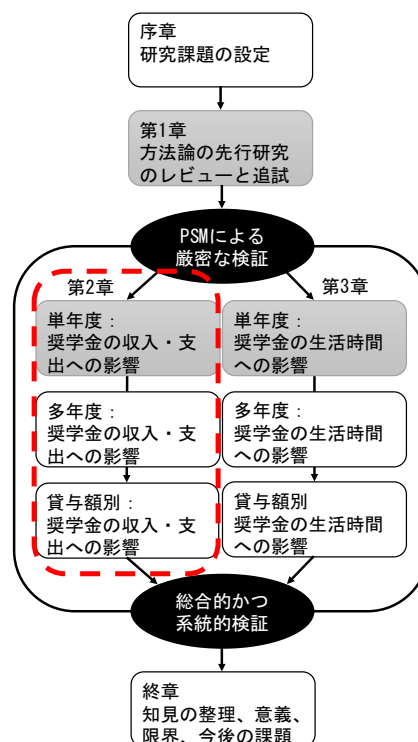 序章
研究課題の設定
第1章
方法論の先行研究
のレビューと追試
PSMによる
厳密な検証
第2章
第3章
単年度：
奨学金の収入・支
出への影響
単年度：
奨学金の生活時間
への影響
多年度：
奨学金の収入・支
出への影響
多年度：
奨学金の生活時間
への影響
貸与額別：
奨学金の収入・支
出への影響
貸与額別
奨学金の生活時間
への影響
総合的かつ
系統的検証
終章
知見の整理、意義、
限界、今後の課題